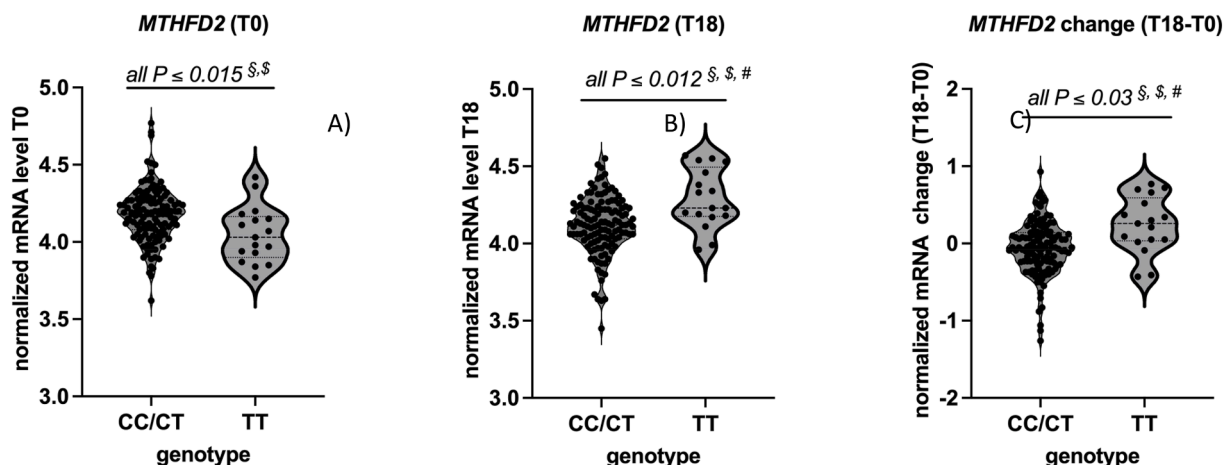 MTHFD2 (T0)
all P ≤ 0.015 §,$
A)
normalized mRNA level T0
5.0
4.5
4.0
3.5
3.0
CC/CT TT
genotype
MTHFD2 (T18)
all P ≤ 0.012 §, $, #
B)
normalized mRNA level T18
5.0
4.5
4.0
3.5
4.0
CC/CT TT
genotype
MTHFD2 change (T18-T0)
all P ≤ 0.03 §, $, #
C)
normalized mRNA change (T18-T0)
2
1
0
-1
-2
CC/CT TT
genotype